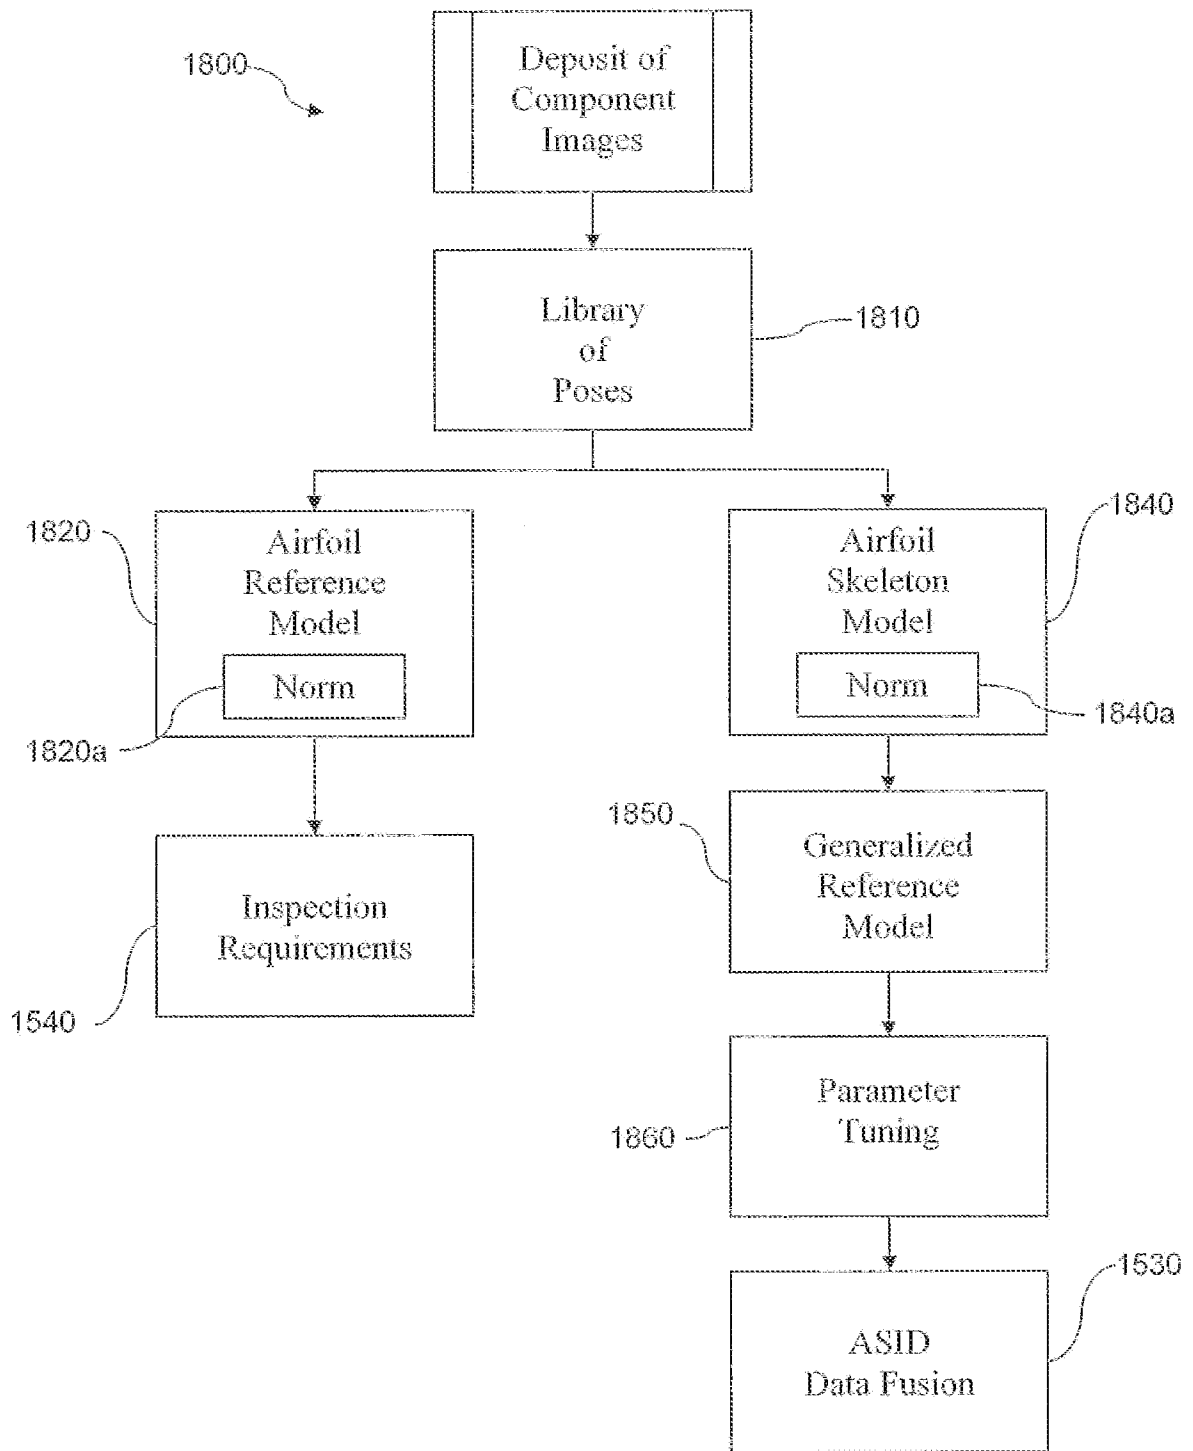 1800
Deposit of
Component
Images
Library
of
Poses
1810
1820
Airfoil
Reference
Model
Norm
1820a
1840
Airfoil
Skeleton
Model
Norm
1840a
Inspection
Requirements
1540
1850
Generalized
Reference
Model
1860
Parameter
Tuning
1530
ASID
Data Fusion